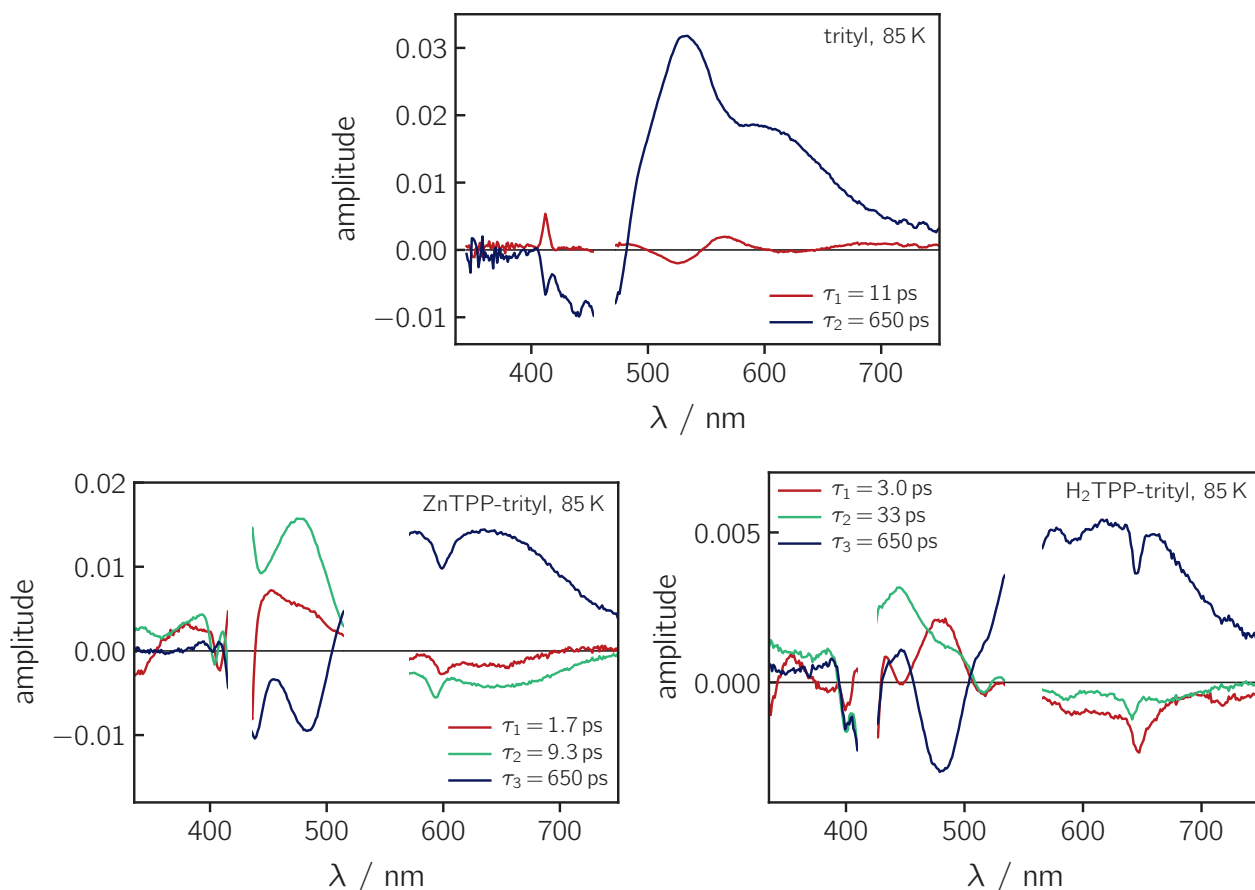 trityl, 85 K
amplitude
0.03
0.02
0.01
0.00
−0.01
τ₁ = 11 ps
τ₂ = 650 ps
400 500 600 700
λ / nm
ZnTPP-trityl, 85 K
amplitude
0.02
0.01
0.00
−0.01
τ₁ = 1.7 ps
τ₂ = 9.3 ps
τ₃ = 650 ps
400 500 600 700
λ / nm
H₂TPP-trityl, 85 K
amplitude
0.005
0.000
τ₁ = 3.0 ps
τ₂ = 33 ps
τ₃ = 650 ps
400 500 600 700
λ / nm